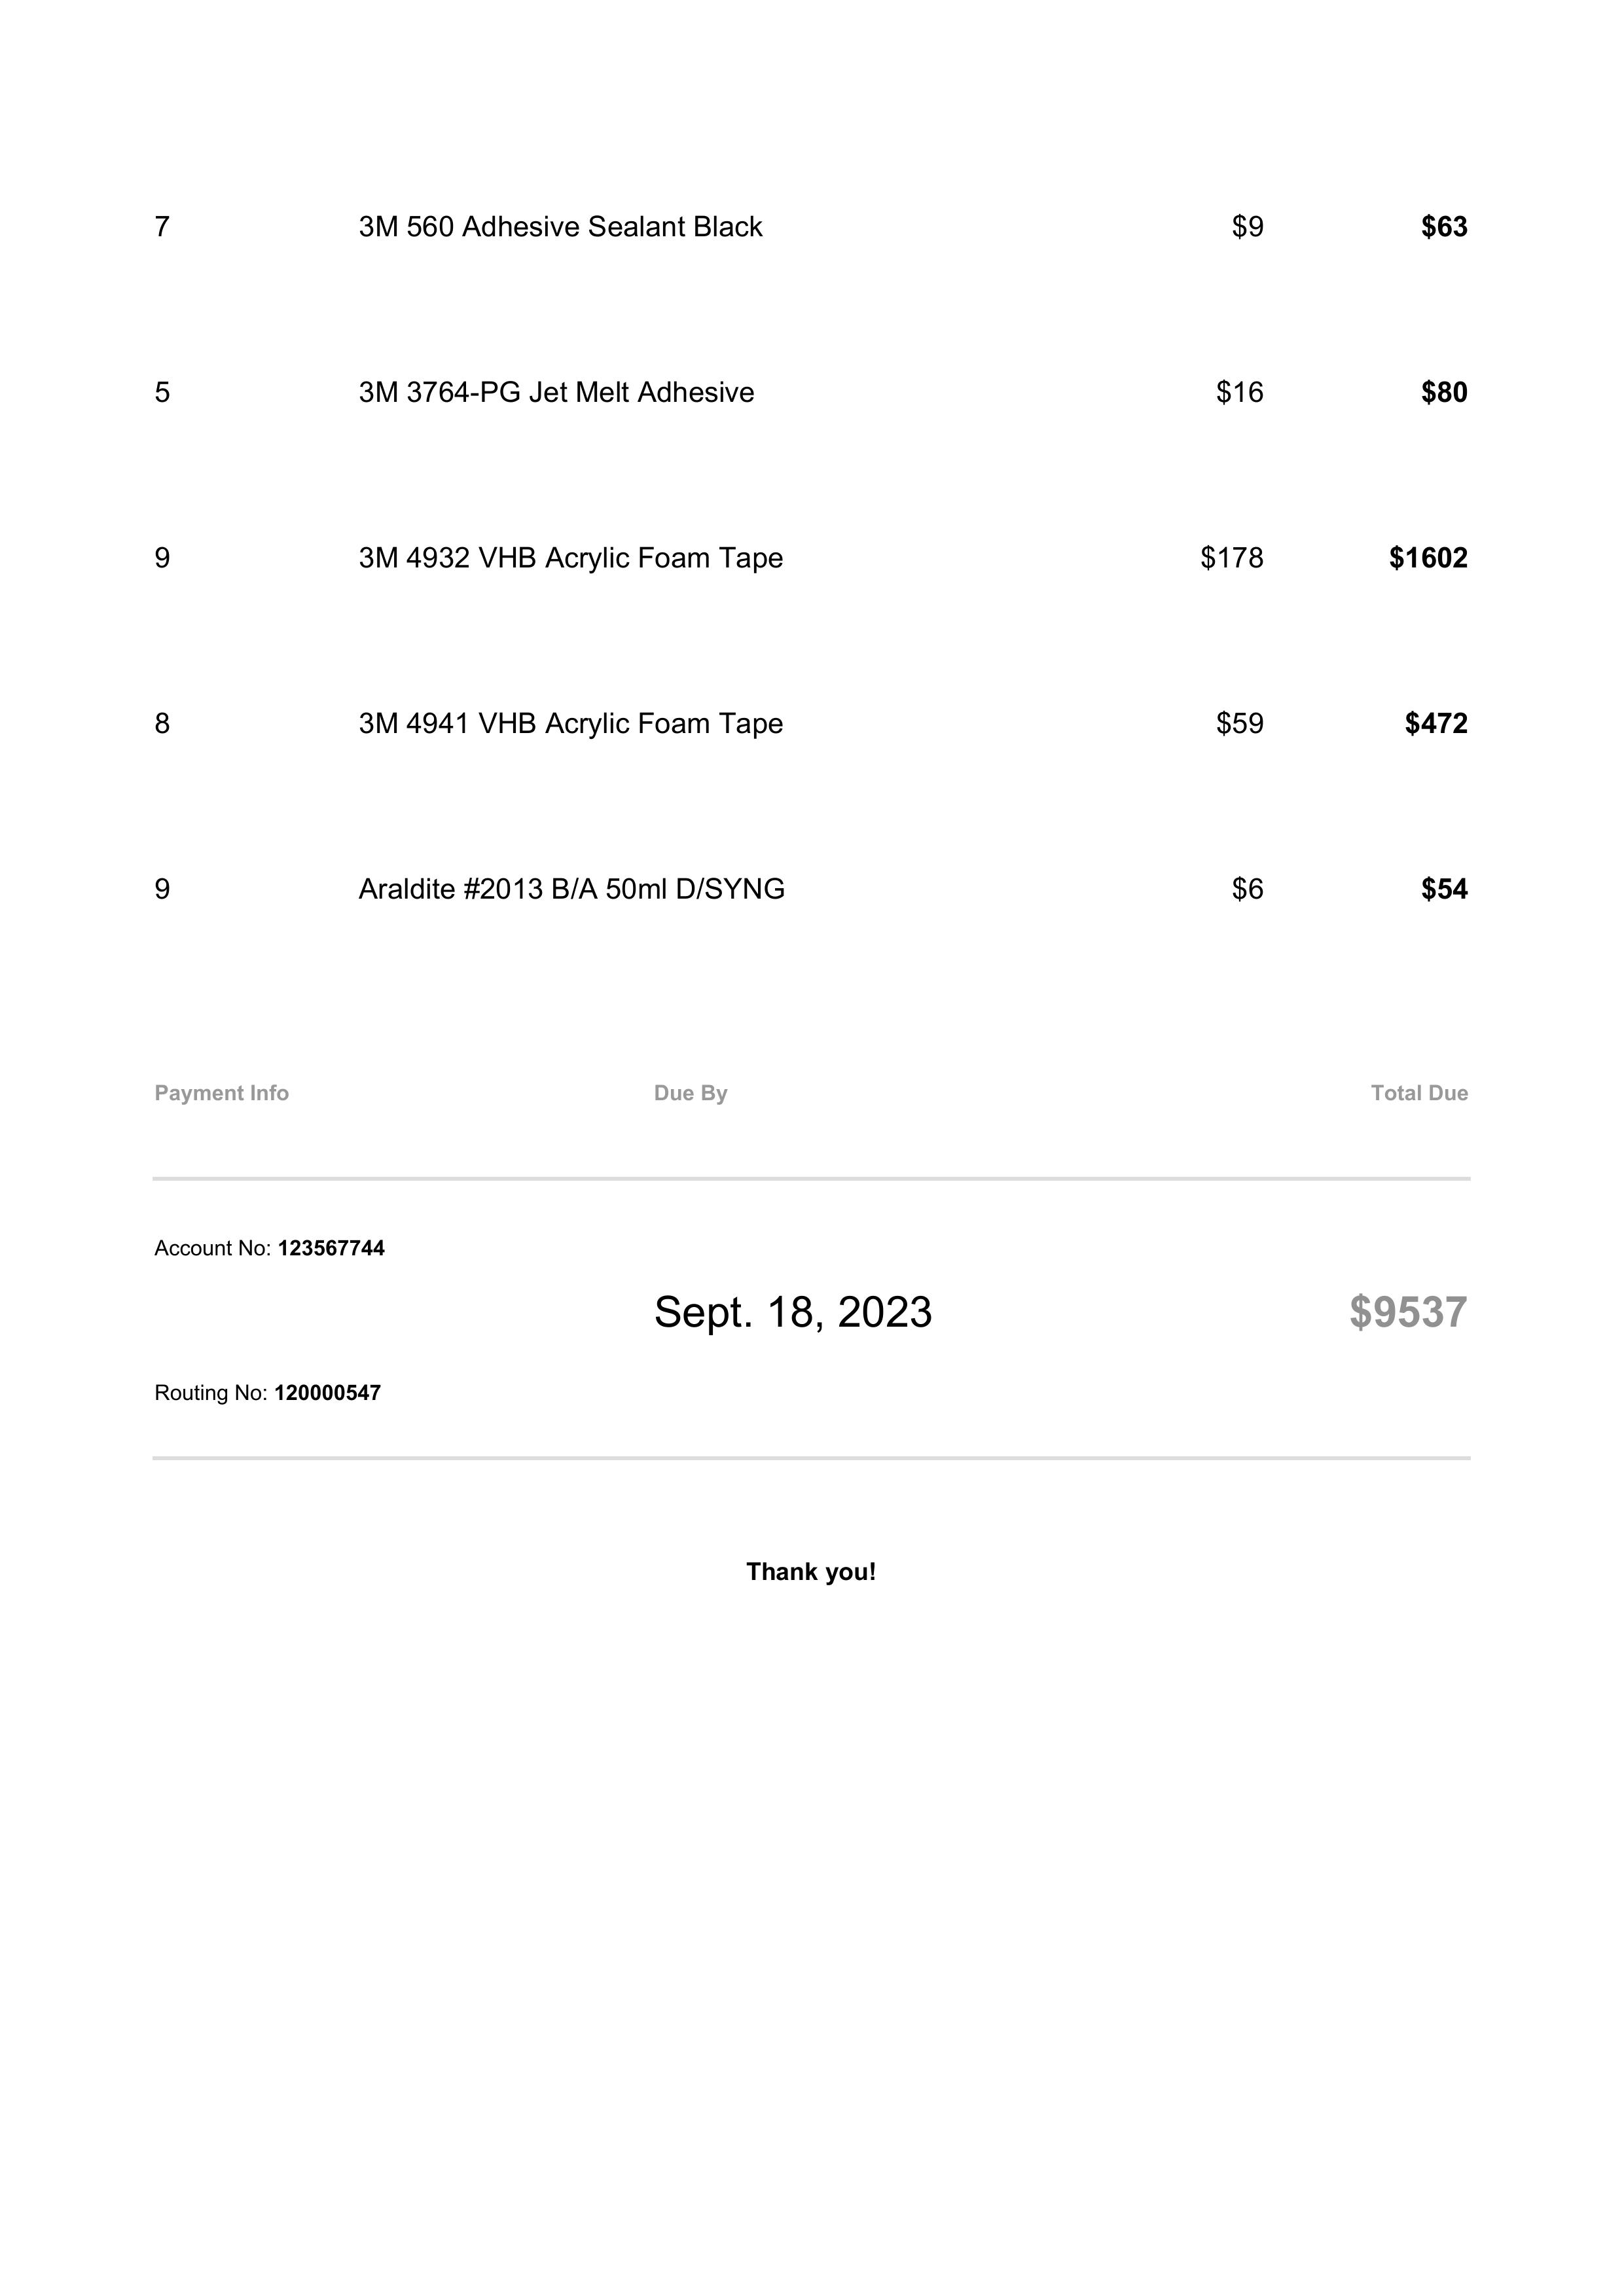 7 3M 560 Adhesive Sealant Black $9 $63
5 3M 3764-PG Jet Melt Adhesive $16 $80
9 3M 4932 VHB Acrylic Foam Tape $178 $1602
8 3M 4941 VHB Acrylic Foam Tape $59 $472
9 Araldite #2013 B/A 50ml D/SYNG $6 $54
Payment Info Due By Total Due
Account No: 123567744
Sept. 18, 2023 $9537
Routing No: 120000547
Thank you!